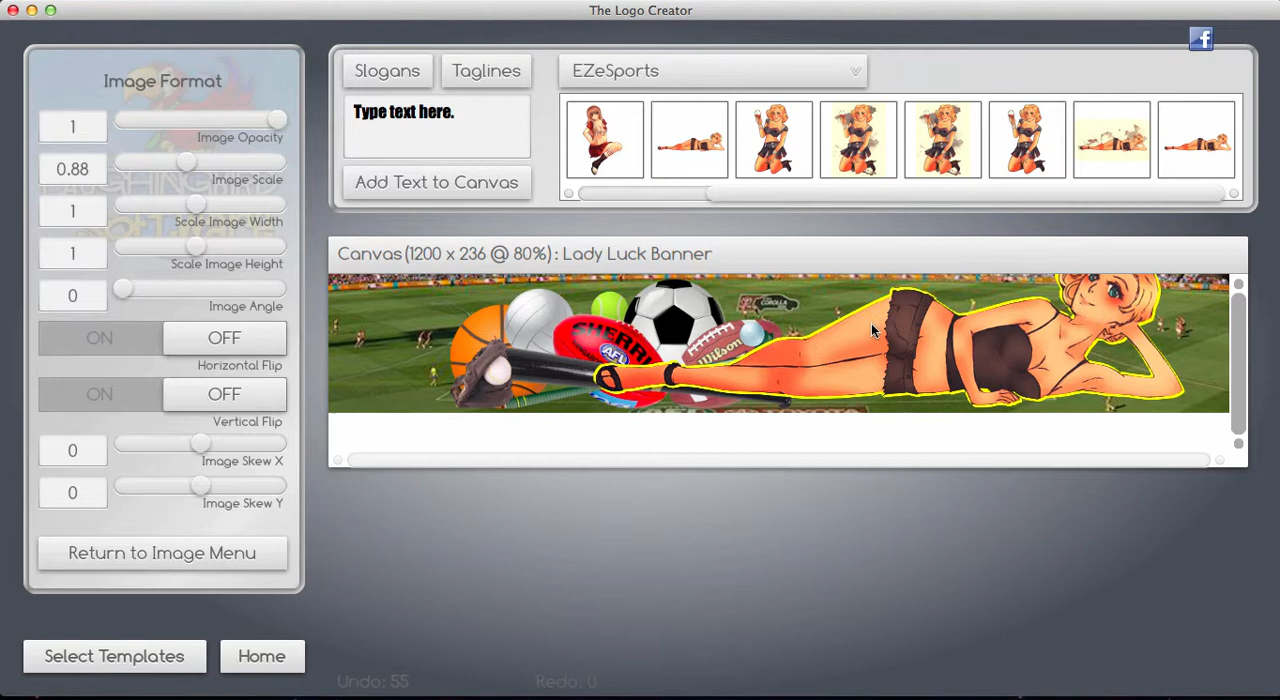 The Logo Creator
Image Format
1
Image Opacity
0.88
Image Scale
1
Scale Image Width
1
Scale Image Height
0
Image Angle
ON OFF
Horizontal Flip
ON OFF
Vertical Flip
0
Image Skew X
0
Image Skew Y
Return to Image Menu
Select Templates
Home
Slogans
Taglines
EZeSports
Type text here.
Add Text to Canvas
Canvas (1200 x 236 @ 80%) : Lady Luck Banner
COROLLA
SHERRIN
AFL
Wilson
Undo: 55
Redo: 0